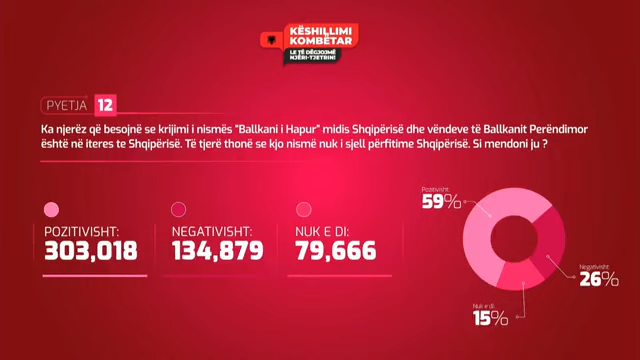 KËSHILLIMI
KOMBËTAR
LE TË DËGJOJMË
NJËRI-TJETRIN!
PYETJA 12
Ka njerëz që besojnë se krijimi i nismës "Ballkani i Hapur" midis Shqipërisë dhe vëndeve të Ballkanit Perëndimor
është në iteres te Shqipërisë. Të tjerë thonë se kjo nismë nuk i sjell përfitime Shqipërisë. Si mendoni ju ?
POZITIVISHT:
303,018
NEGATIVISHT:
134,879
NUK E DI:
79,666
Pozitivisht:
59%
Negativisht:
26%
Nuk e di:
15%